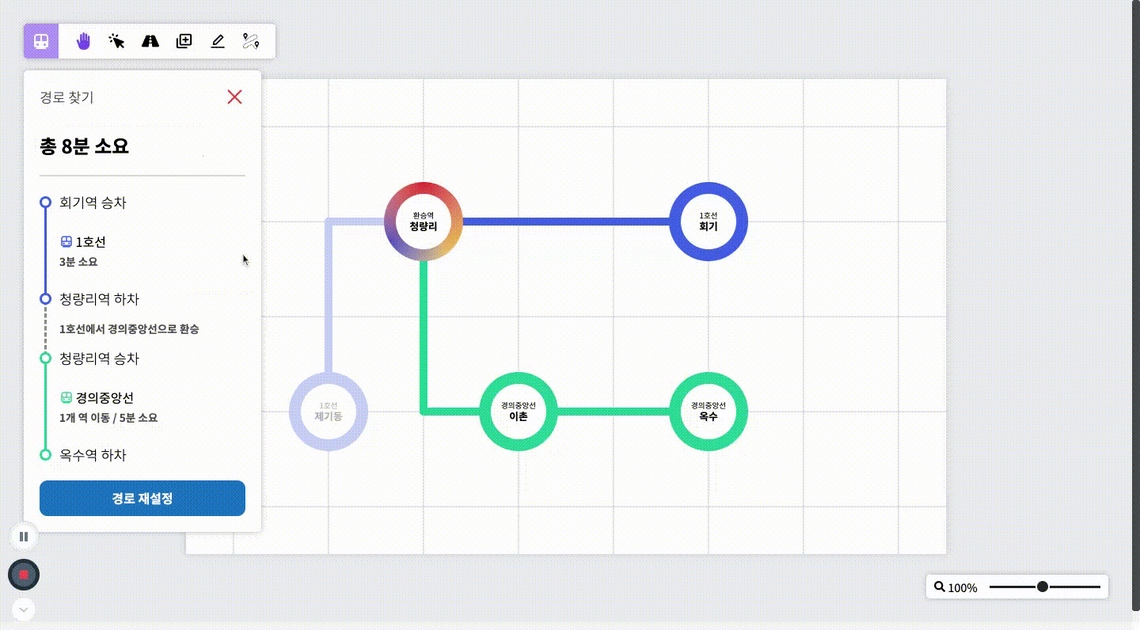 경로 찾기
총 8분 소요
회기역 승차
1호선
3분 소요
청량리역 하차
1호선에서 경의중앙선으로 환승
청량리역 승차
경의중앙선
1개 역 이동 / 5분 소요
옥수역 하차
경로 재설정
환승역
청량리
1호선
회기
1호선
제기동
경의중앙선
이촌
경의중앙선
옥수
100%